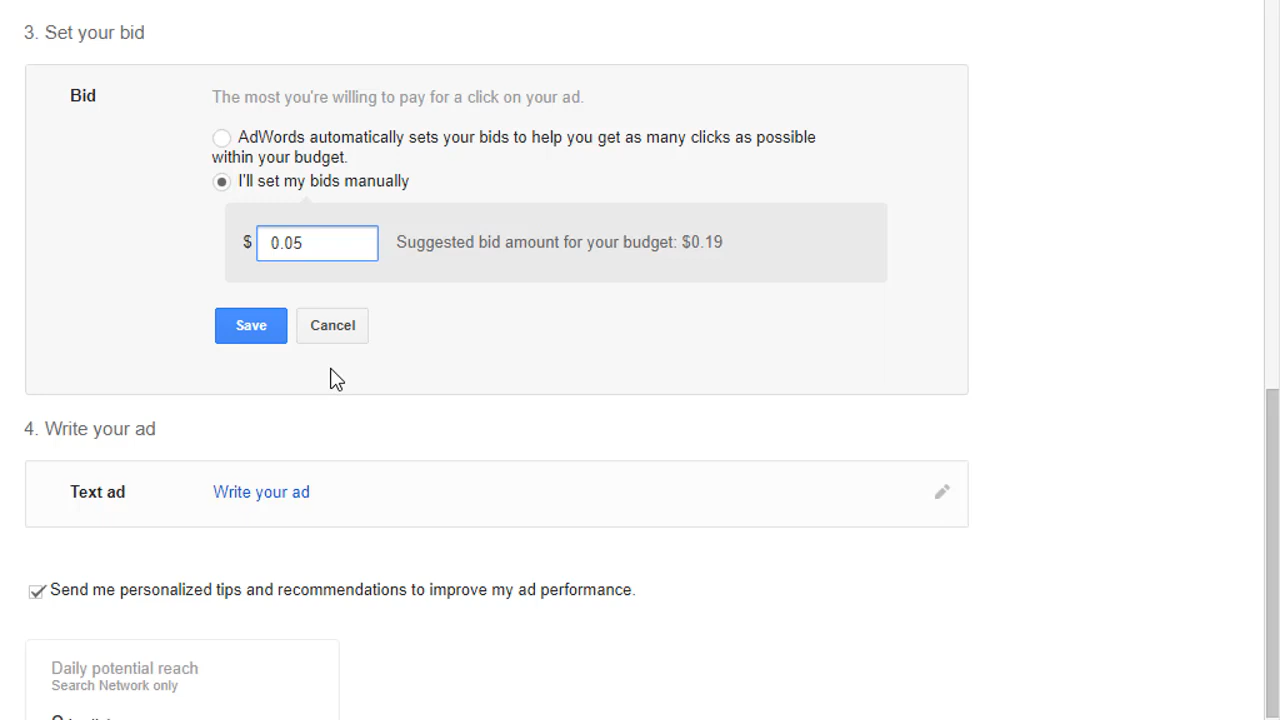 3. Set your bid
Bid
The most you're willing to pay for a click on your ad.
AdWords automatically sets your bids to help you get as many clicks as possible
within your budget.
I'll set my bids manually
$ 0.05 Suggested bid amount for your budget: $0.19
Save Cancel
4. Write your ad
Text ad Write your ad
Send me personalized tips and recommendations to improve my ad performance.
Daily potential reach
Search Network only